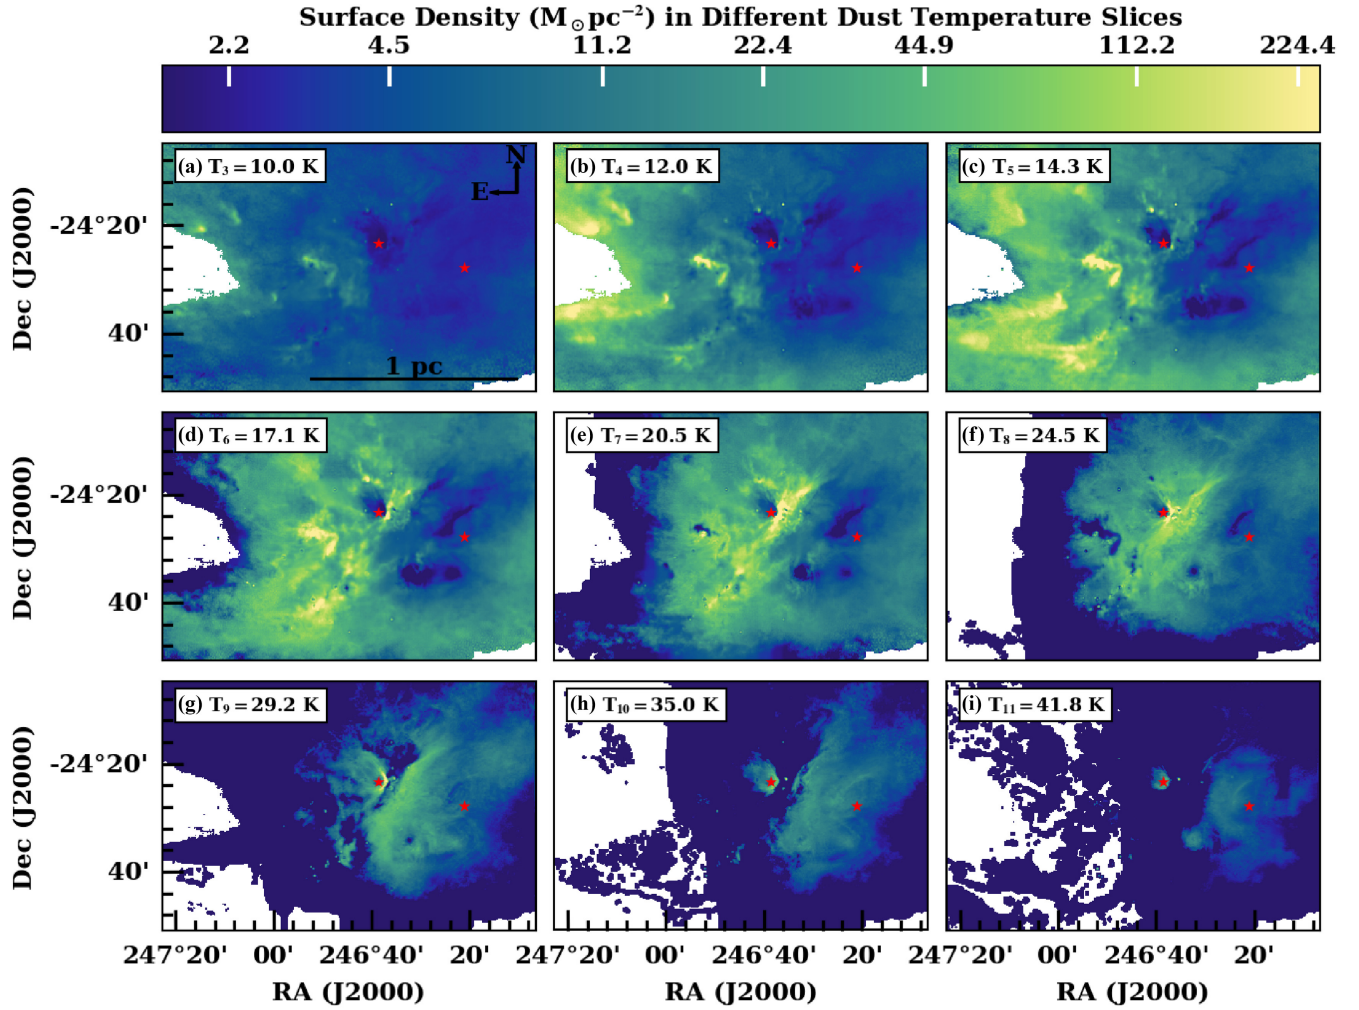 Surface Density (M⊙pc⁻²) in Different Dust Temperature Slices
2.2 4.5 11.2 22.4 44.9 112.2 224.4
(a) T₃=10.0 K
N
E
1 pc
(b) T₄=12.0 K
(c) T₅=14.3 K
-24°20'
40'
Dec (J2000)
(d) T₆=17.1 K
(e) T₇=20.5 K
(f) T₈=24.5 K
-24°20'
40'
Dec (J2000)
(g) T₉=29.2 K
(h) T₁₀=35.0 K
(i) T₁₁=41.8 K
-24°20'
40'
Dec (J2000)
247°20' 00' 246°40' 20' 247°20' 00' 246°40' 20' 247°20' 00' 246°40' 20'
RA (J2000) RA (J2000) RA (J2000)